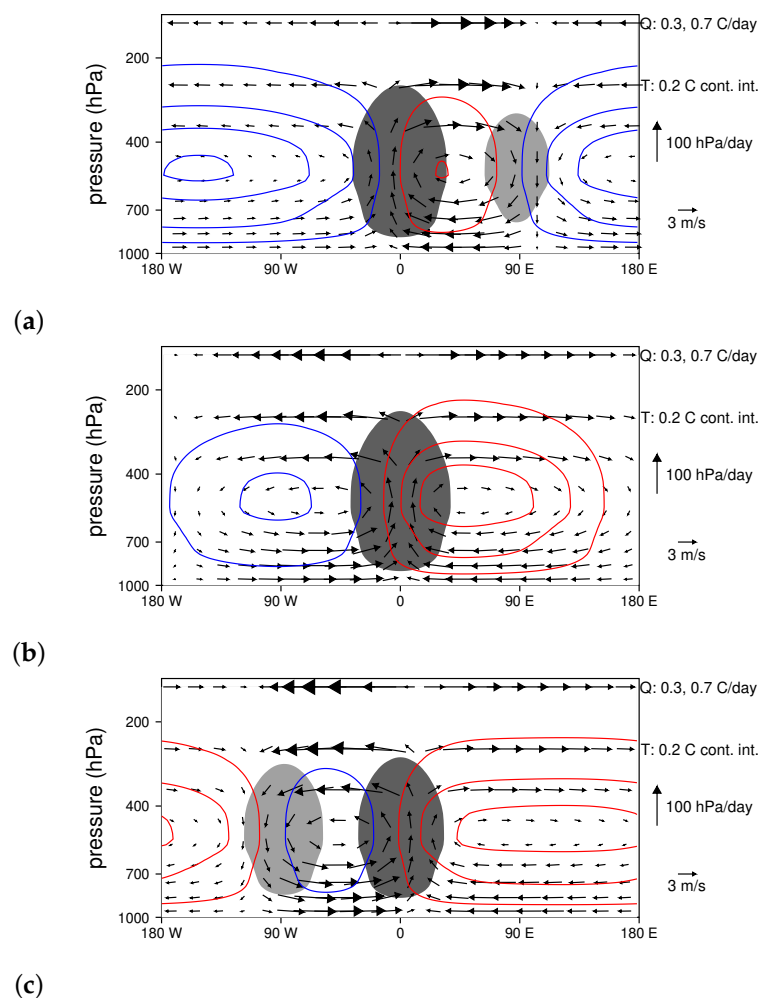 Q: 0.3, 0.7 C/day
200
T: 0.2 C cont. int.
pressure (hPa)
400
100 hPa/day
700
3 m/s
1000
180 W 90 W 0 90 E 180 E
(a)
Q: 0.3, 0.7 C/day
200
T: 0.2 C cont. int.
pressure (hPa)
400
100 hPa/day
700
3 m/s
1000
180 W 90 W 0 90 E 180 E
(b)
Q: 0.3, 0.7 C/day
200
T: 0.2 C cont. int.
pressure (hPa)
400
100 hPa/day
700
3 m/s
1000
180 W 90 W 0 90 E 180 E
(c)